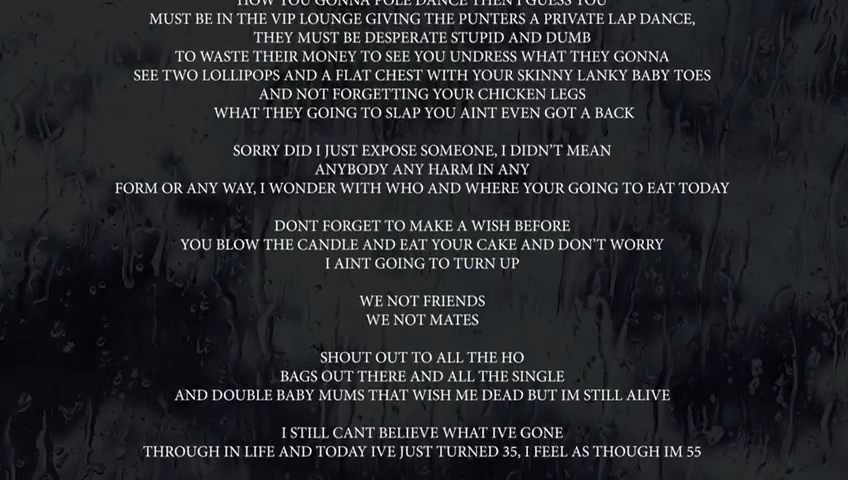 HOW YOU GONNA POLE DANCE THEN I GUESS YOU
MUST BE IN THE VIP LOUNGE GIVING THE PUNTERS A PRIVATE LAP DANCE,
THEY MUST BE DESPERATE STUPID AND DUMB
TO WASTE THEIR MONEY TO SEE YOU UNDRESS WHAT THEY GONNA
SEE TWO LOLLIPOPS AND A FLAT CHEST WITH YOUR SKINNY LANKY BABY TOES
AND NOT FORGETTING YOUR CHICKEN LEGS
WHAT THEY GOING TO SLAP YOU AINT EVEN GOT A BACK
SORRY DID I JUST EXPOSE SOMEONE, I DIDN'T MEAN
ANYBODY ANY HARM IN ANY
FORM OR ANY WAY, I WONDER WITH WHO AND WHERE YOUR GOING TO EAT TODAY
DONT FORGET TO MAKE A WISH BEFORE
YOU BLOW THE CANDLE AND EAT YOUR CAKE AND DON'T WORRY
I AINT GOING TO TURN UP
WE NOT FRIENDS
WE NOT MATES
SHOUT OUT TO ALL THE HO
BAGS OUT THERE AND ALL THE SINGLE
AND DOUBLE BABY MUMS THAT WISH ME DEAD BUT IM STILL ALIVE
I STILL CANT BELIEVE WHAT IVE GONE
THROUGH IN LIFE AND TODAY IVE JUST TURNED 35, I FEEL AS THOUGH IM 55